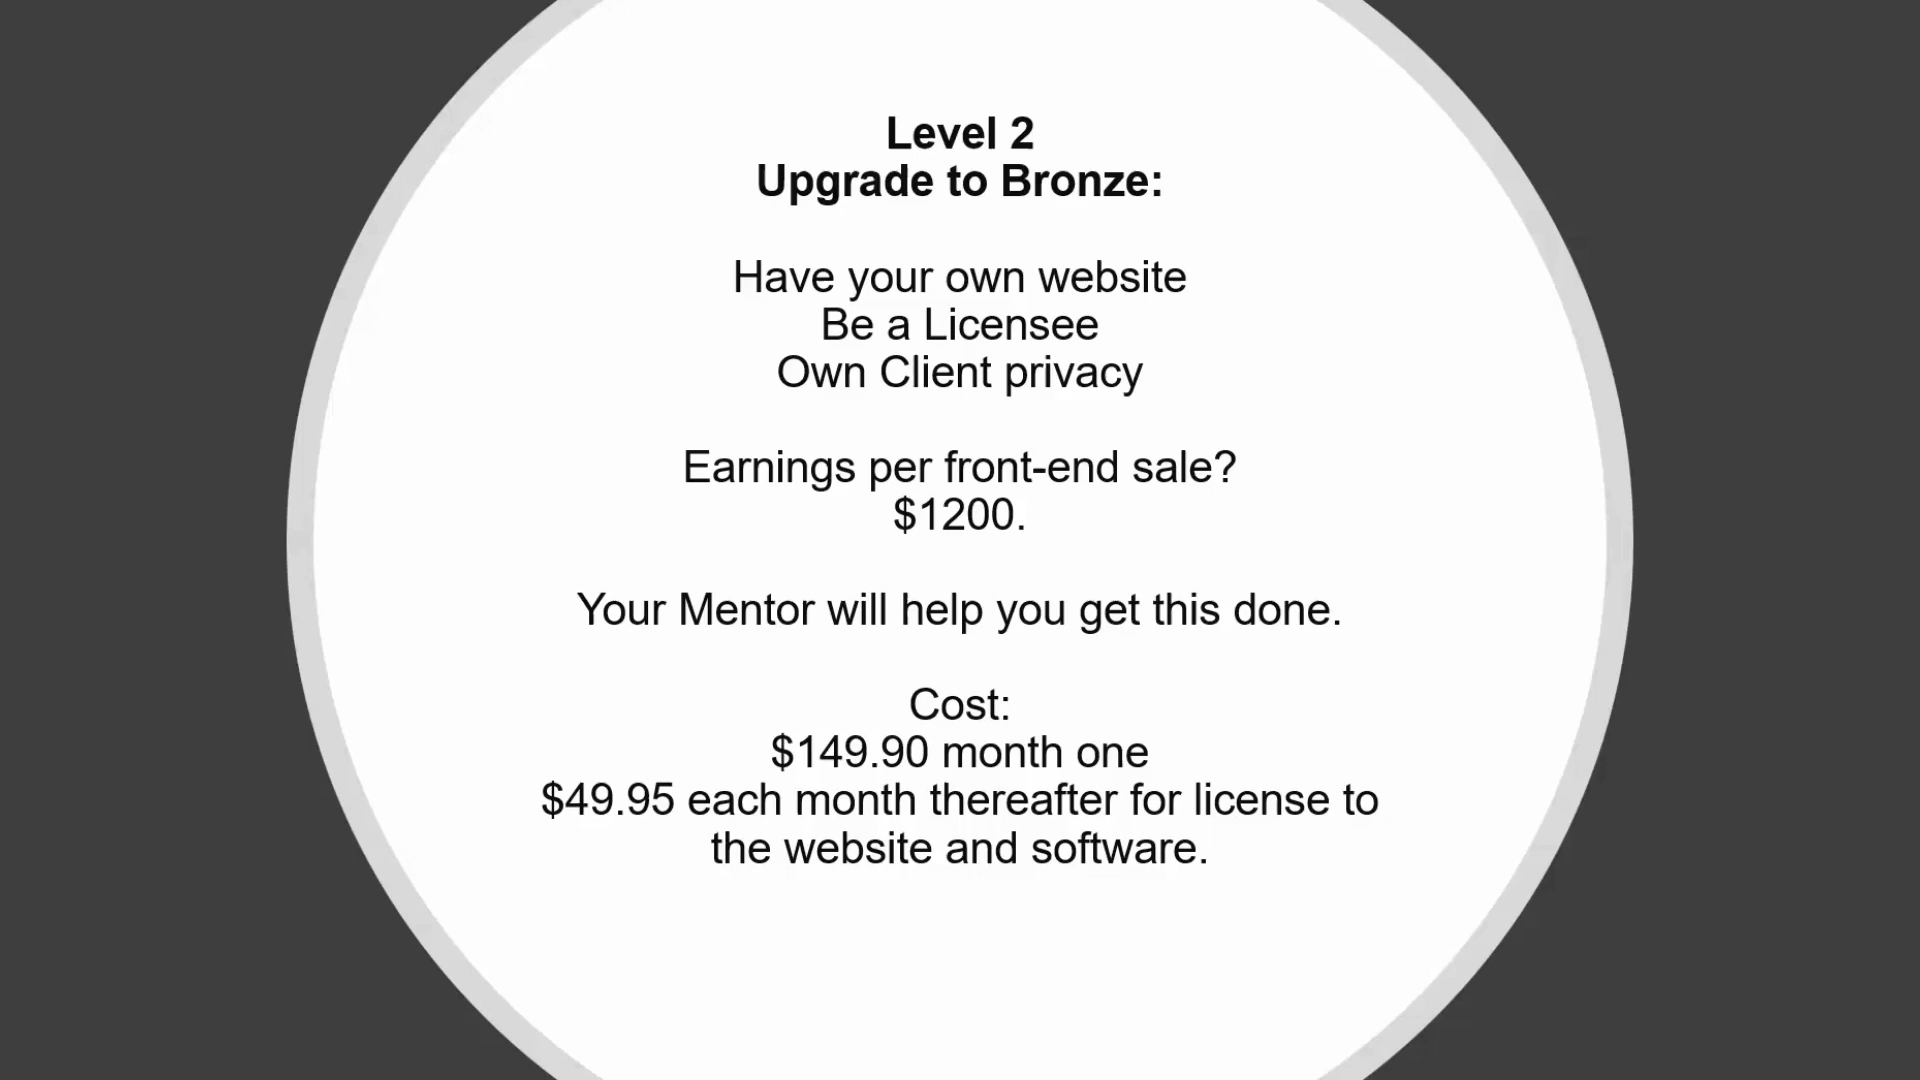 Level 2
Upgrade to Bronze:
Have your own website
Be a Licensee
Own Client privacy
Earnings per front-end sale?
$1200.
Your Mentor will help you get this done.
Cost:
$149.90 month one
$49.95 each month thereafter for license to
the website and software.